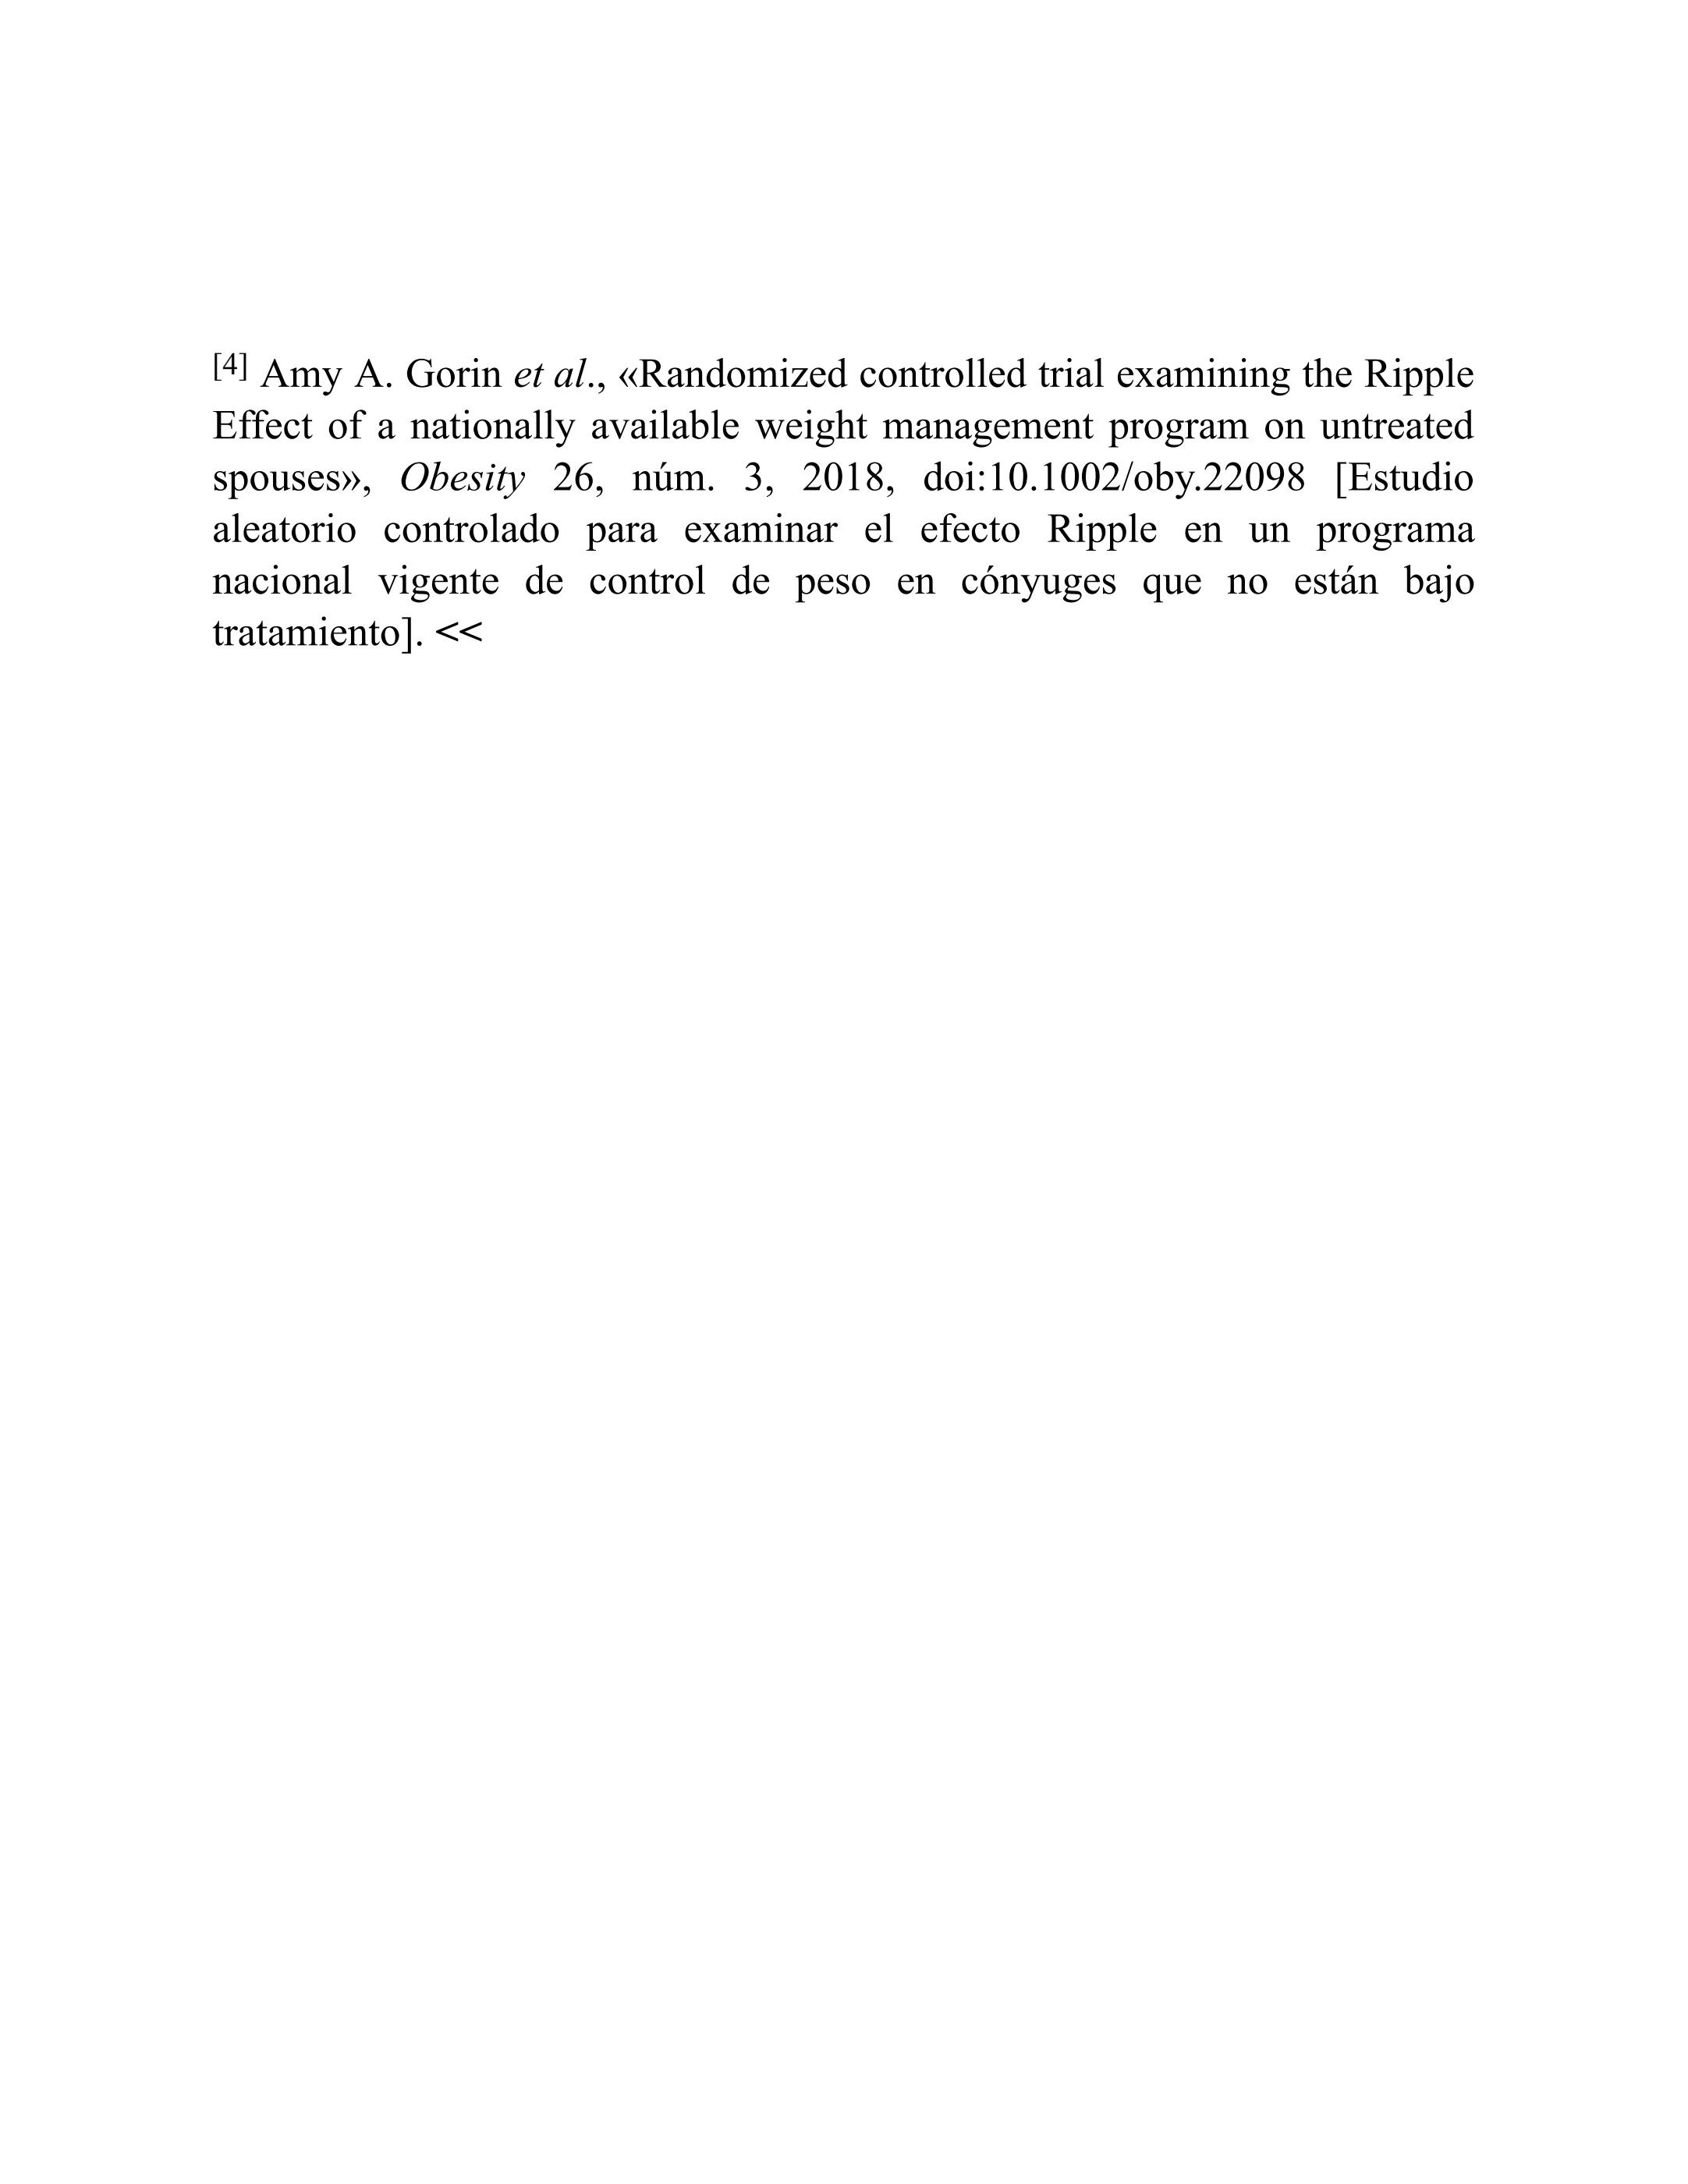 [4] Amy A. Gorin et al., «Randomized controlled trial examining the Ripple
Effect of a nationally available weight management program on untreated
spouses», Obesity 26, núm. 3, 2018, doi:10.1002/oby.22098 [Estudio
aleatorio controlado para examinar el efecto Ripple en un programa
nacional vigente de control de peso en cónyuges que no están bajo
tratamiento]. <<